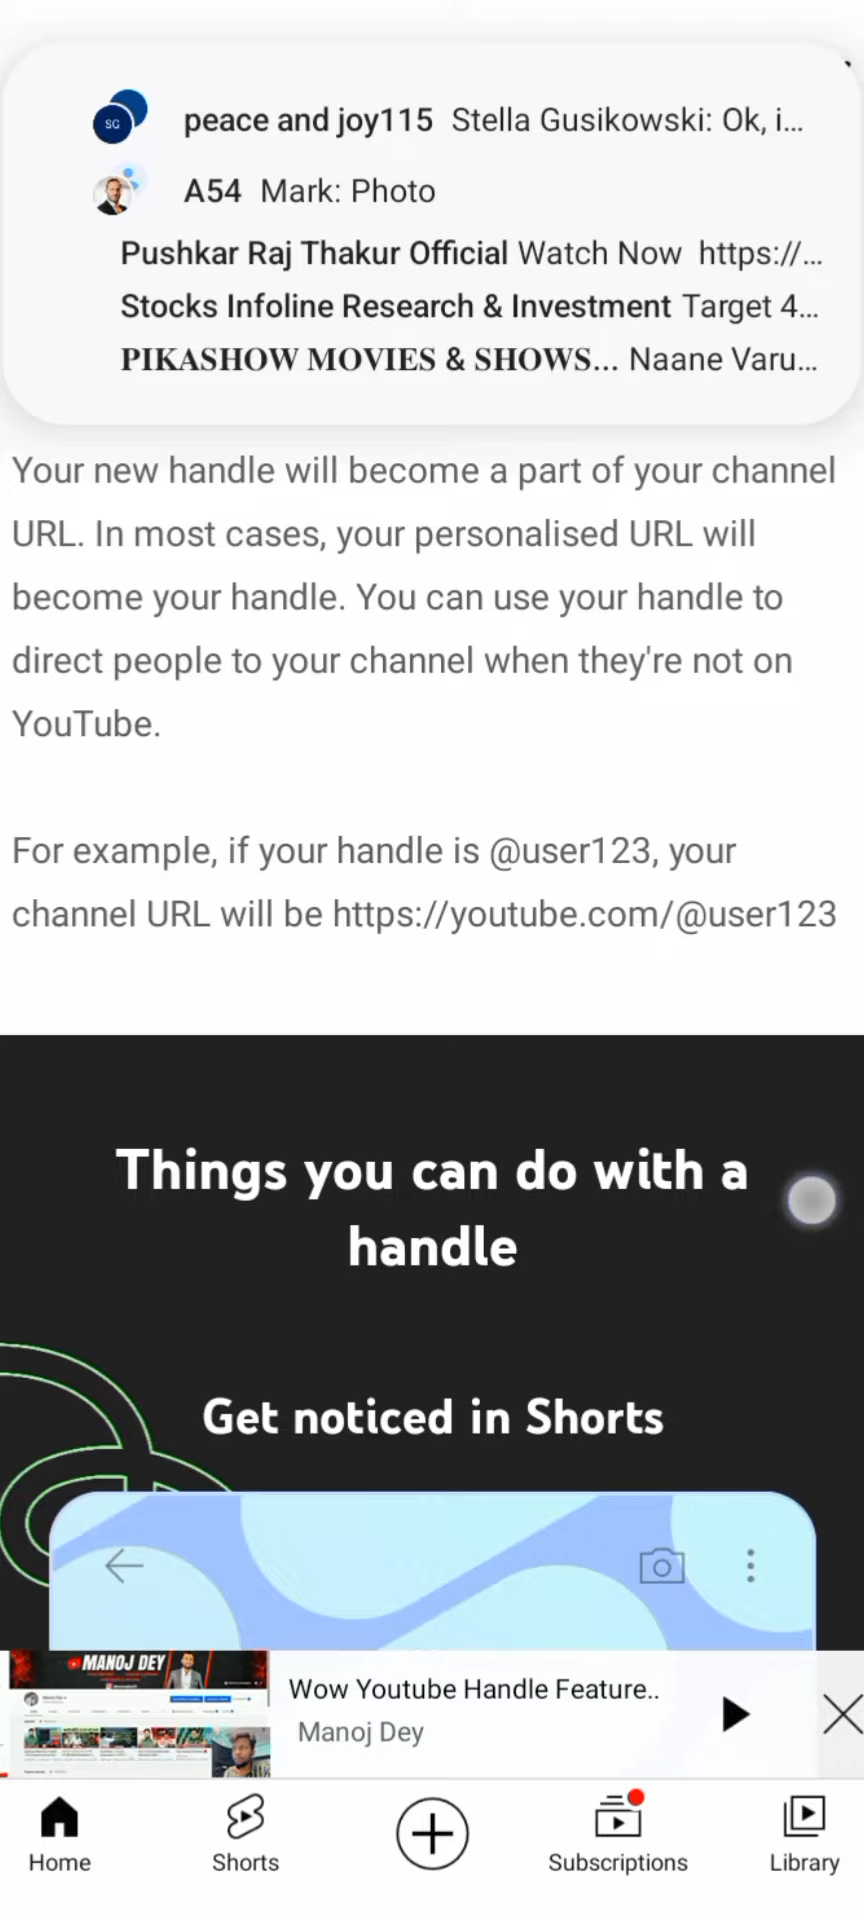 SG
peace and joy115 Stella Gusikowski: Ok, i...
A54 Mark: Photo
Pushkar Raj Thakur Official Watch Now https://...
Stocks Infoline Research & Investment Target 4...
𝐏𝐈𝐊𝐀𝐒𝐇𝐎𝐖 𝐌𝐎𝐕𝐈𝐄𝐒 & 𝐒𝐇𝐎𝐖𝐒... Naane Varu...
Your new handle will become a part of your channel
URL. In most cases, your personalised URL will
become your handle. You can use your handle to
direct people to your channel when they're not on
YouTube.
For example, if your handle is @user123, your
channel URL will be https://youtube.com/@user123
Things you can do with a
handle
Get noticed in Shorts
MANOJ DEY
Wow Youtube Handle Feature..
Manoj Dey
Home
Shorts
Subscriptions
Library